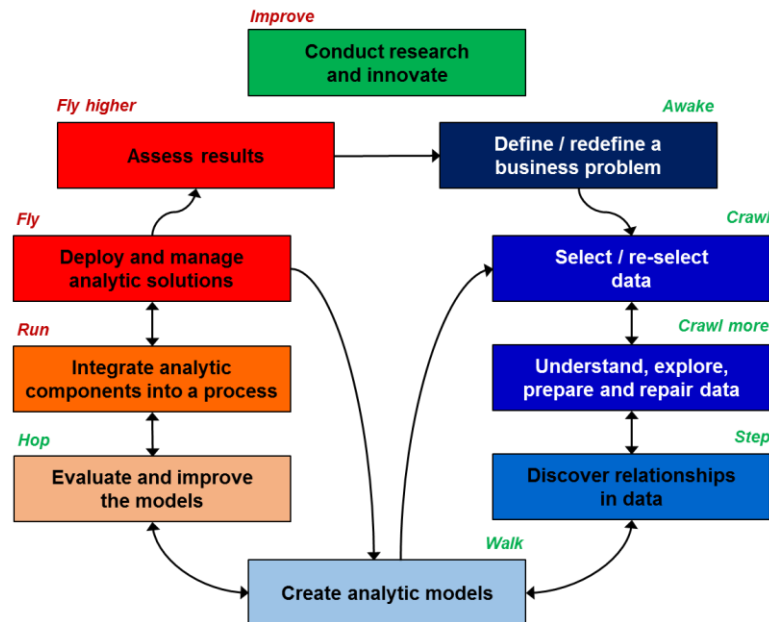 Improve
Conduct research
and innovate
Fly higher
Assess results
Awake
Define / redefine a
business problem
Fly
Deploy and manage
analytic solutions
Crawl
Select / re-select
data
Run
Integrate analytic
components into a process
Crawl more
Understand, explore,
prepare and repair data
Hop
Evaluate and improve
the models
Step
Discover relationships
in data
Walk
Create analytic models